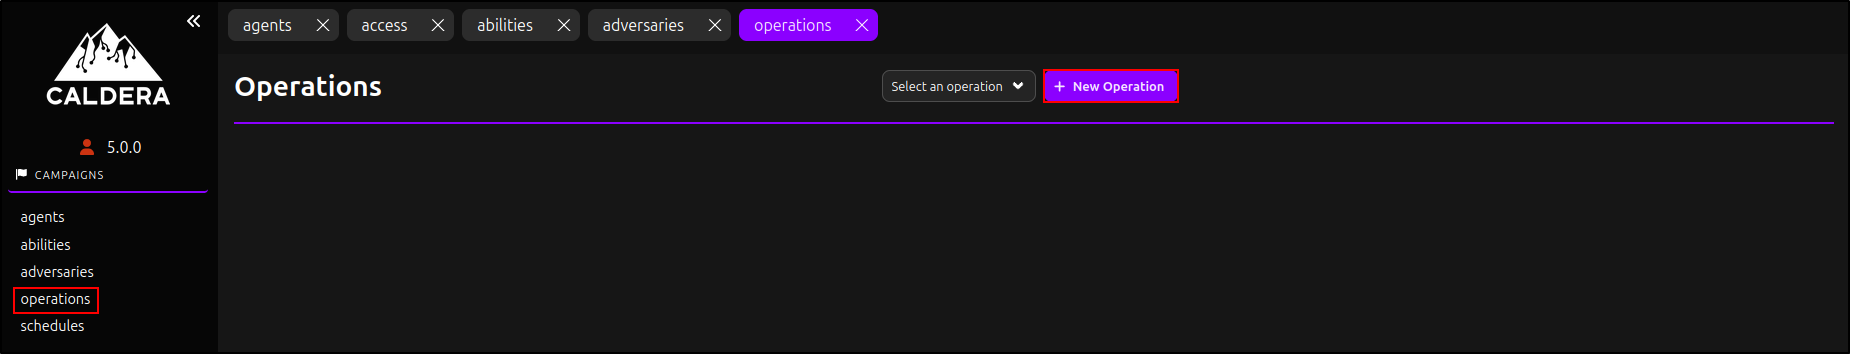 CALDERA
5.0.0
CAMPAIGNS
agents
abilities
adversaries
operations
schedules
agents access abilities adversaries operations
Operations Select an operation + New Operation